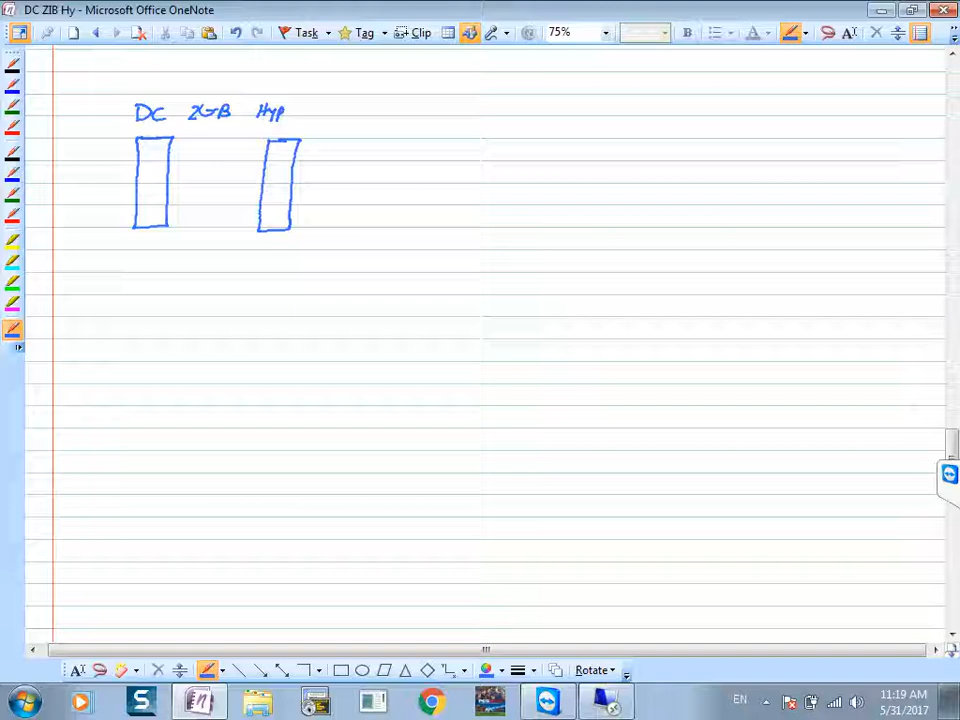 DC ZIB Hy - Microsoft Office OneNote
Task Tag Clip 75% B A A
DC ZIB Hyp
A Rotate
S EN 11:19 AM
5/31/2017